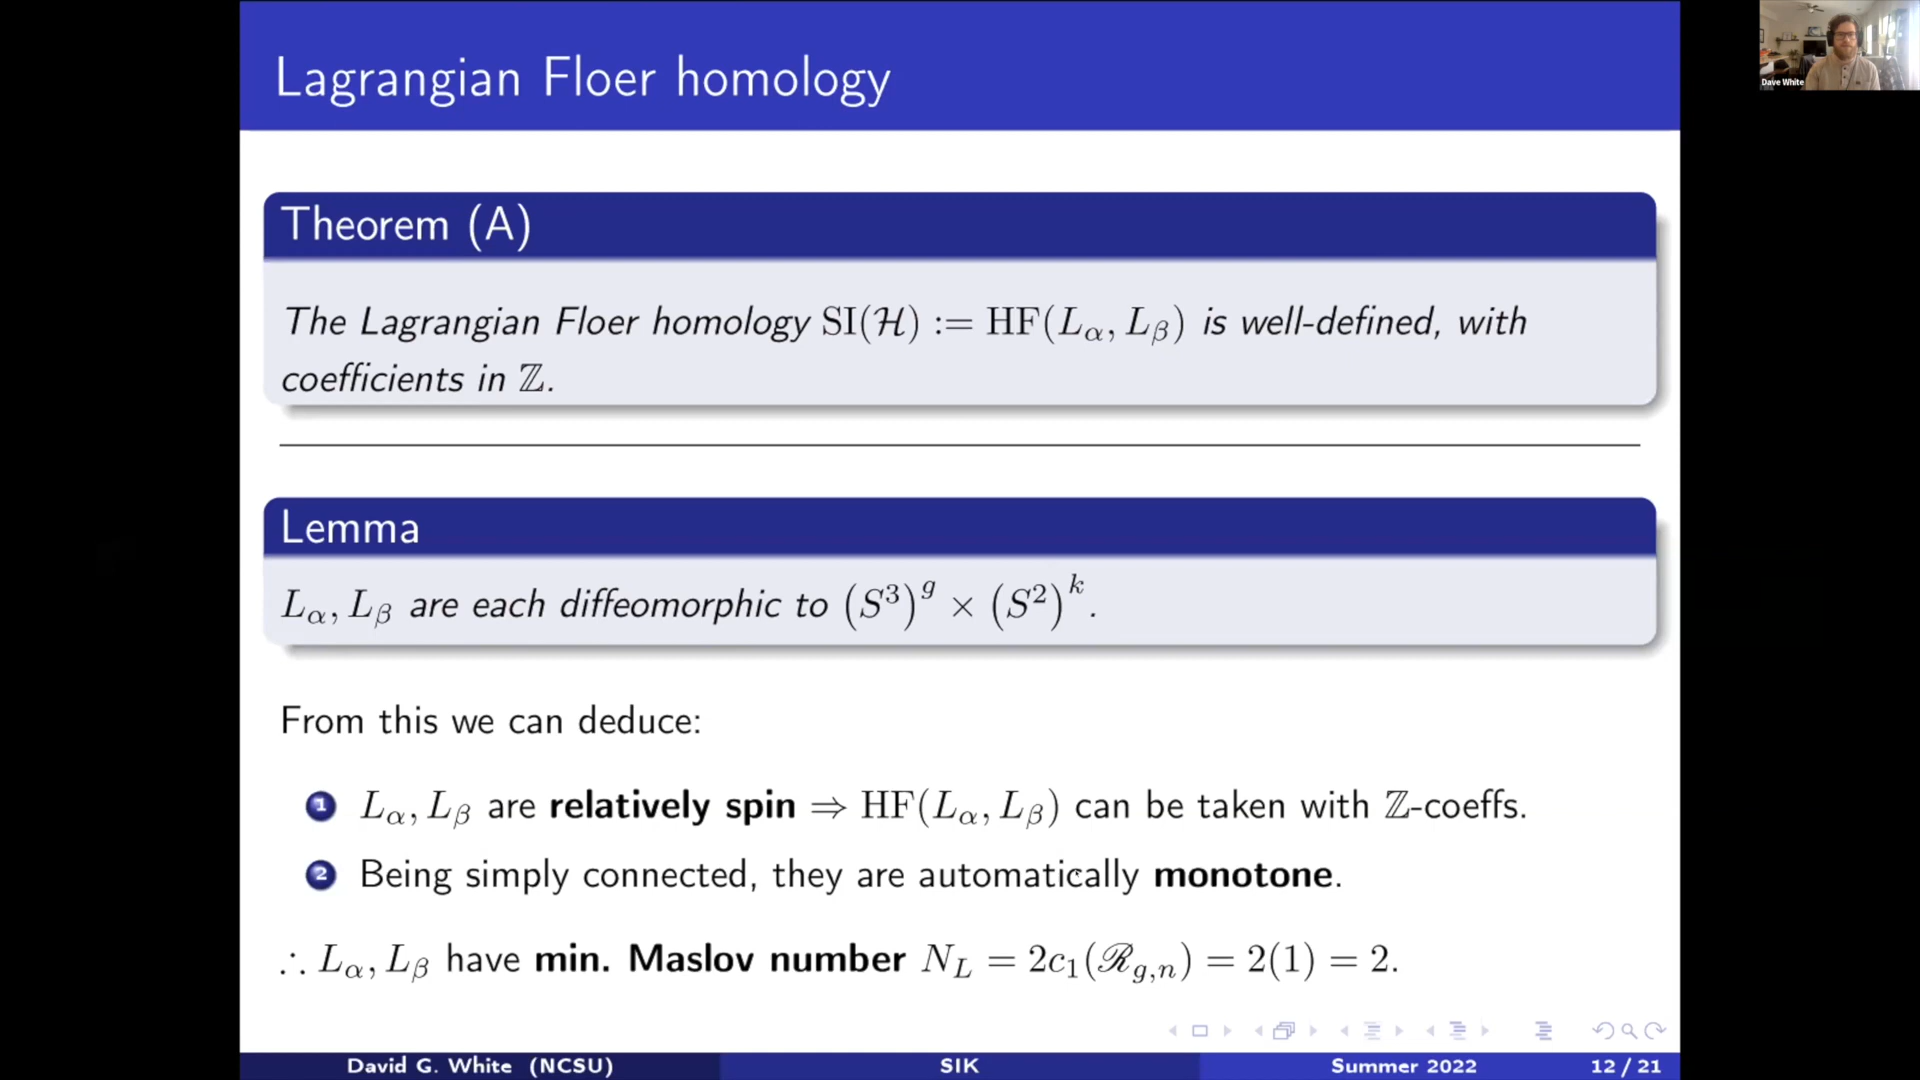 Lagrangian Floer homology
Dave White
Theorem (A)
The Lagrangian Floer homology SI(ℋ) := HF(L_α, L_β) is well-defined, with
coefficients in ℤ.
Lemma
L_α, L_β are each diffeomorphic to (S³)^g × (S²)^k.
From this we can deduce:
1 L_α, L_β are relatively spin ⇒ HF(L_α, L_β) can be taken with ℤ-coeffs.
2 Being simply connected, they are automatically monotone.
∴ L_α, L_β have min. Maslov number N_L = 2c₁(ℛ_{g,n}) = 2(1) = 2.
David G. White (NCSU) SIK Summer 2022 12 / 21